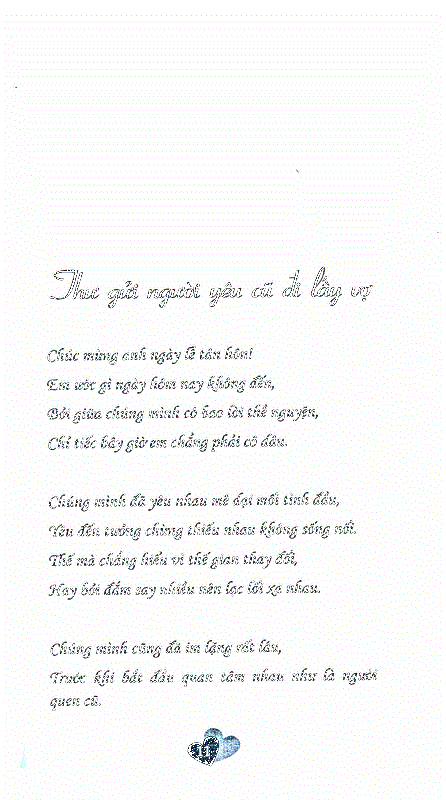 Thư gửi người yêu cũ đi lấy vợ
Chúc mừng anh ngày lễ tân hôn!
Em ước gì ngày hôm nay không đến,
Bởi giữa chúng mình có bao lời thề nguyện,
Chỉ tiếc bây giờ em chẳng phải cô dâu.
Chúng mình đã yêu nhau mê dại mối tình đầu,
Yêu đến tưởng chừng thiếu nhau không sống nổi.
Thế mà chẳng hiểu vì thế gian thay đổi,
Hay bởi đắm say nhiều nên lạc lối xa nhau.
Chúng mình cũng đã im lặng rất lâu,
Trước khi bắt đầu quan tâm nhau như là người
quen cũ.